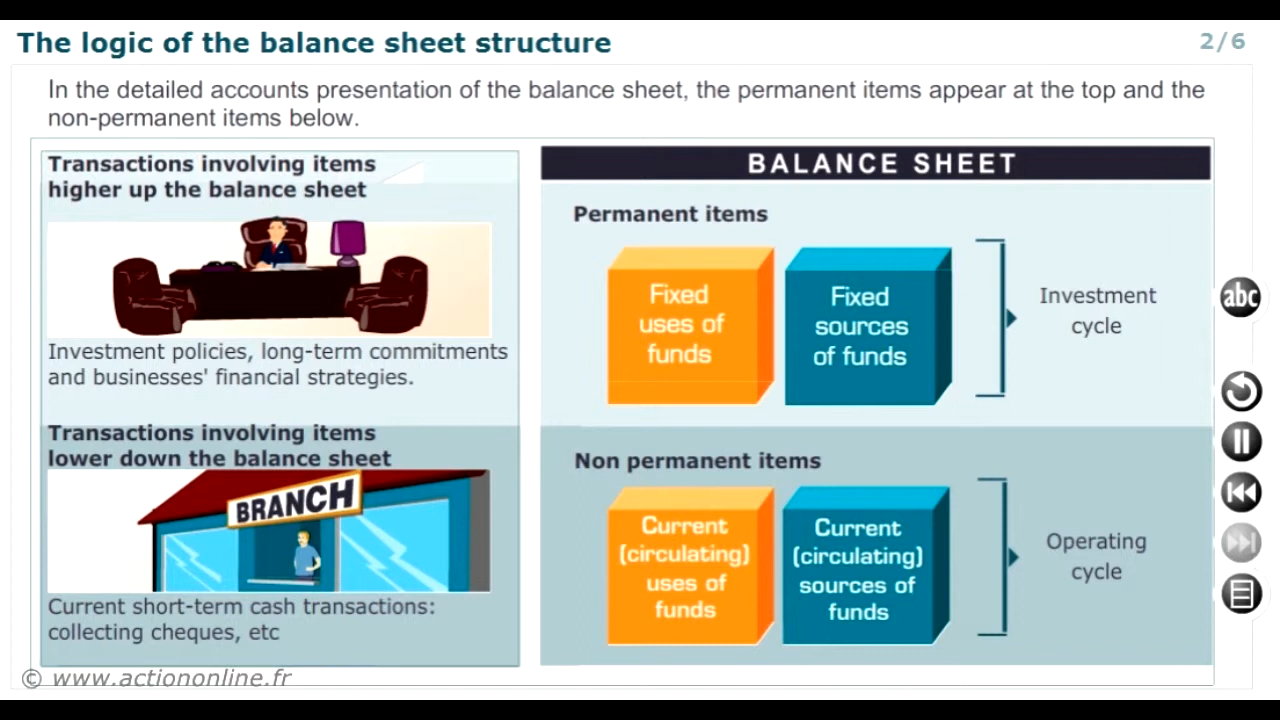 The logic of the balance sheet structure
2/6
In the detailed accounts presentation of the balance sheet, the permanent items appear at the top and the
non-permanent items below.
Transactions involving items
higher up the balance sheet
Investment policies, long-term commitments
and businesses' financial strategies.
Transactions involving items
lower down the balance sheet
BRANCH
Current short-term cash transactions:
collecting cheques, etc
BALANCE SHEET
Permanent items
Fixed
uses of
funds
Fixed
sources
of funds
Investment
cycle
Non permanent items
Current
(circulating)
uses of
funds
Current
(circulating)
sources of
funds
Operating
cycle
abc
© www.actiononline.fr